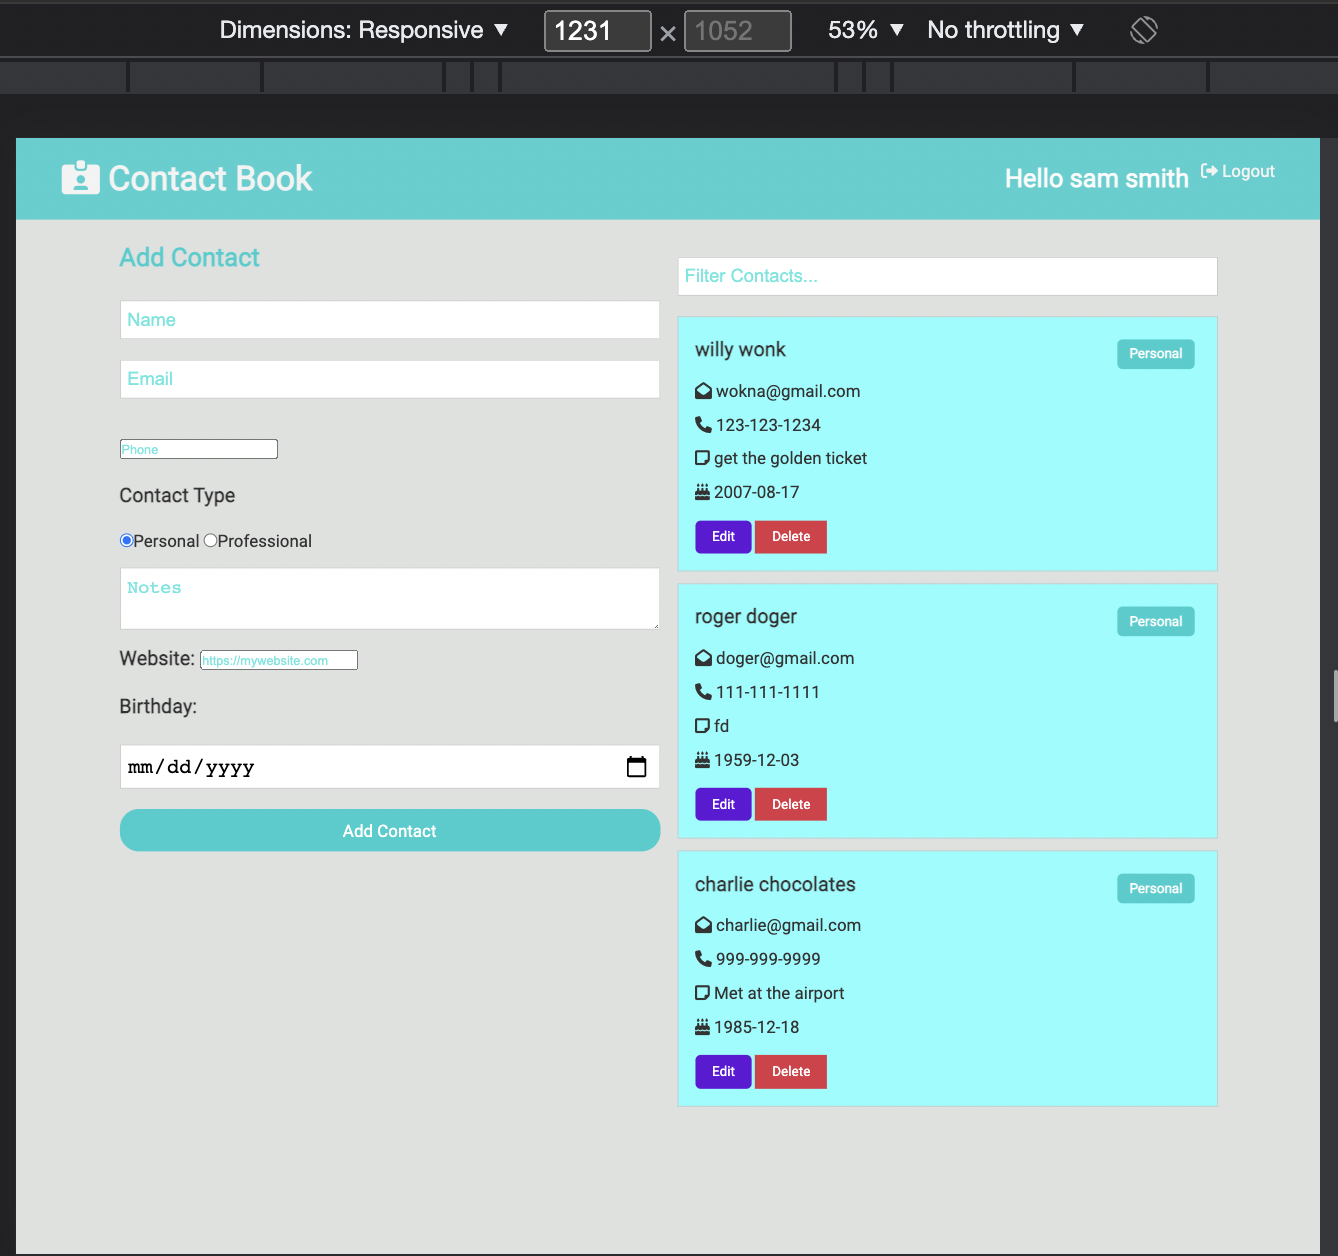 Dimensions: Responsive ▼ 1231 × 1052 53% ▼ No throttling ▼
Contact Book
Hello sam smith Logout
Add Contact
Name
Email
Phone
Contact Type
Personal Professional
Notes
Website: https://mywebsite.com
Birthday:
mm/dd/yyyy
Add Contact
Filter Contacts...
willy wonk
Personal
wokna@gmail.com
123-123-1234
get the golden ticket
2007-08-17
Edit Delete
roger doger
Personal
doger@gmail.com
111-111-1111
fd
1959-12-03
Edit Delete
charlie chocolates
Personal
charlie@gmail.com
999-999-9999
Met at the airport
1985-12-18
Edit Delete